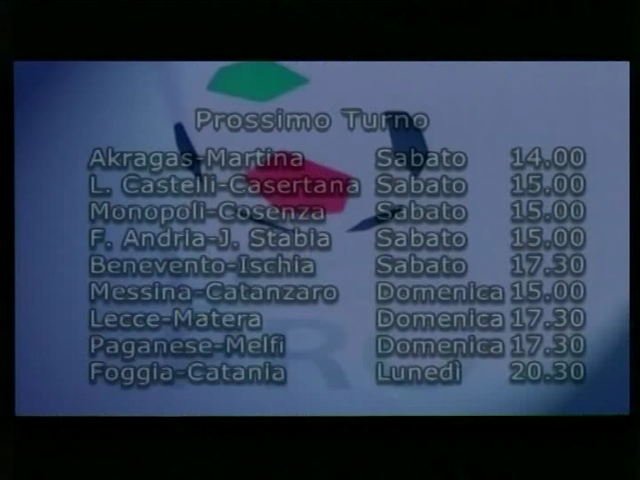 Prossimo Turno
Akragas-Martina Sabato 14.00
L. Castelli-Casertana Sabato 15.00
Monopoli-Cosenza Sabato 15.00
F. Andria-J. Stabia Sabato 15.00
Benevento-Ischia Sabato 17.30
Messina-Catanzaro Domenica 15.00
Lecce-Matera Domenica 17.30
Paganese-Melfi Domenica 17.30
Foggia-Catania Lunedì 20.30